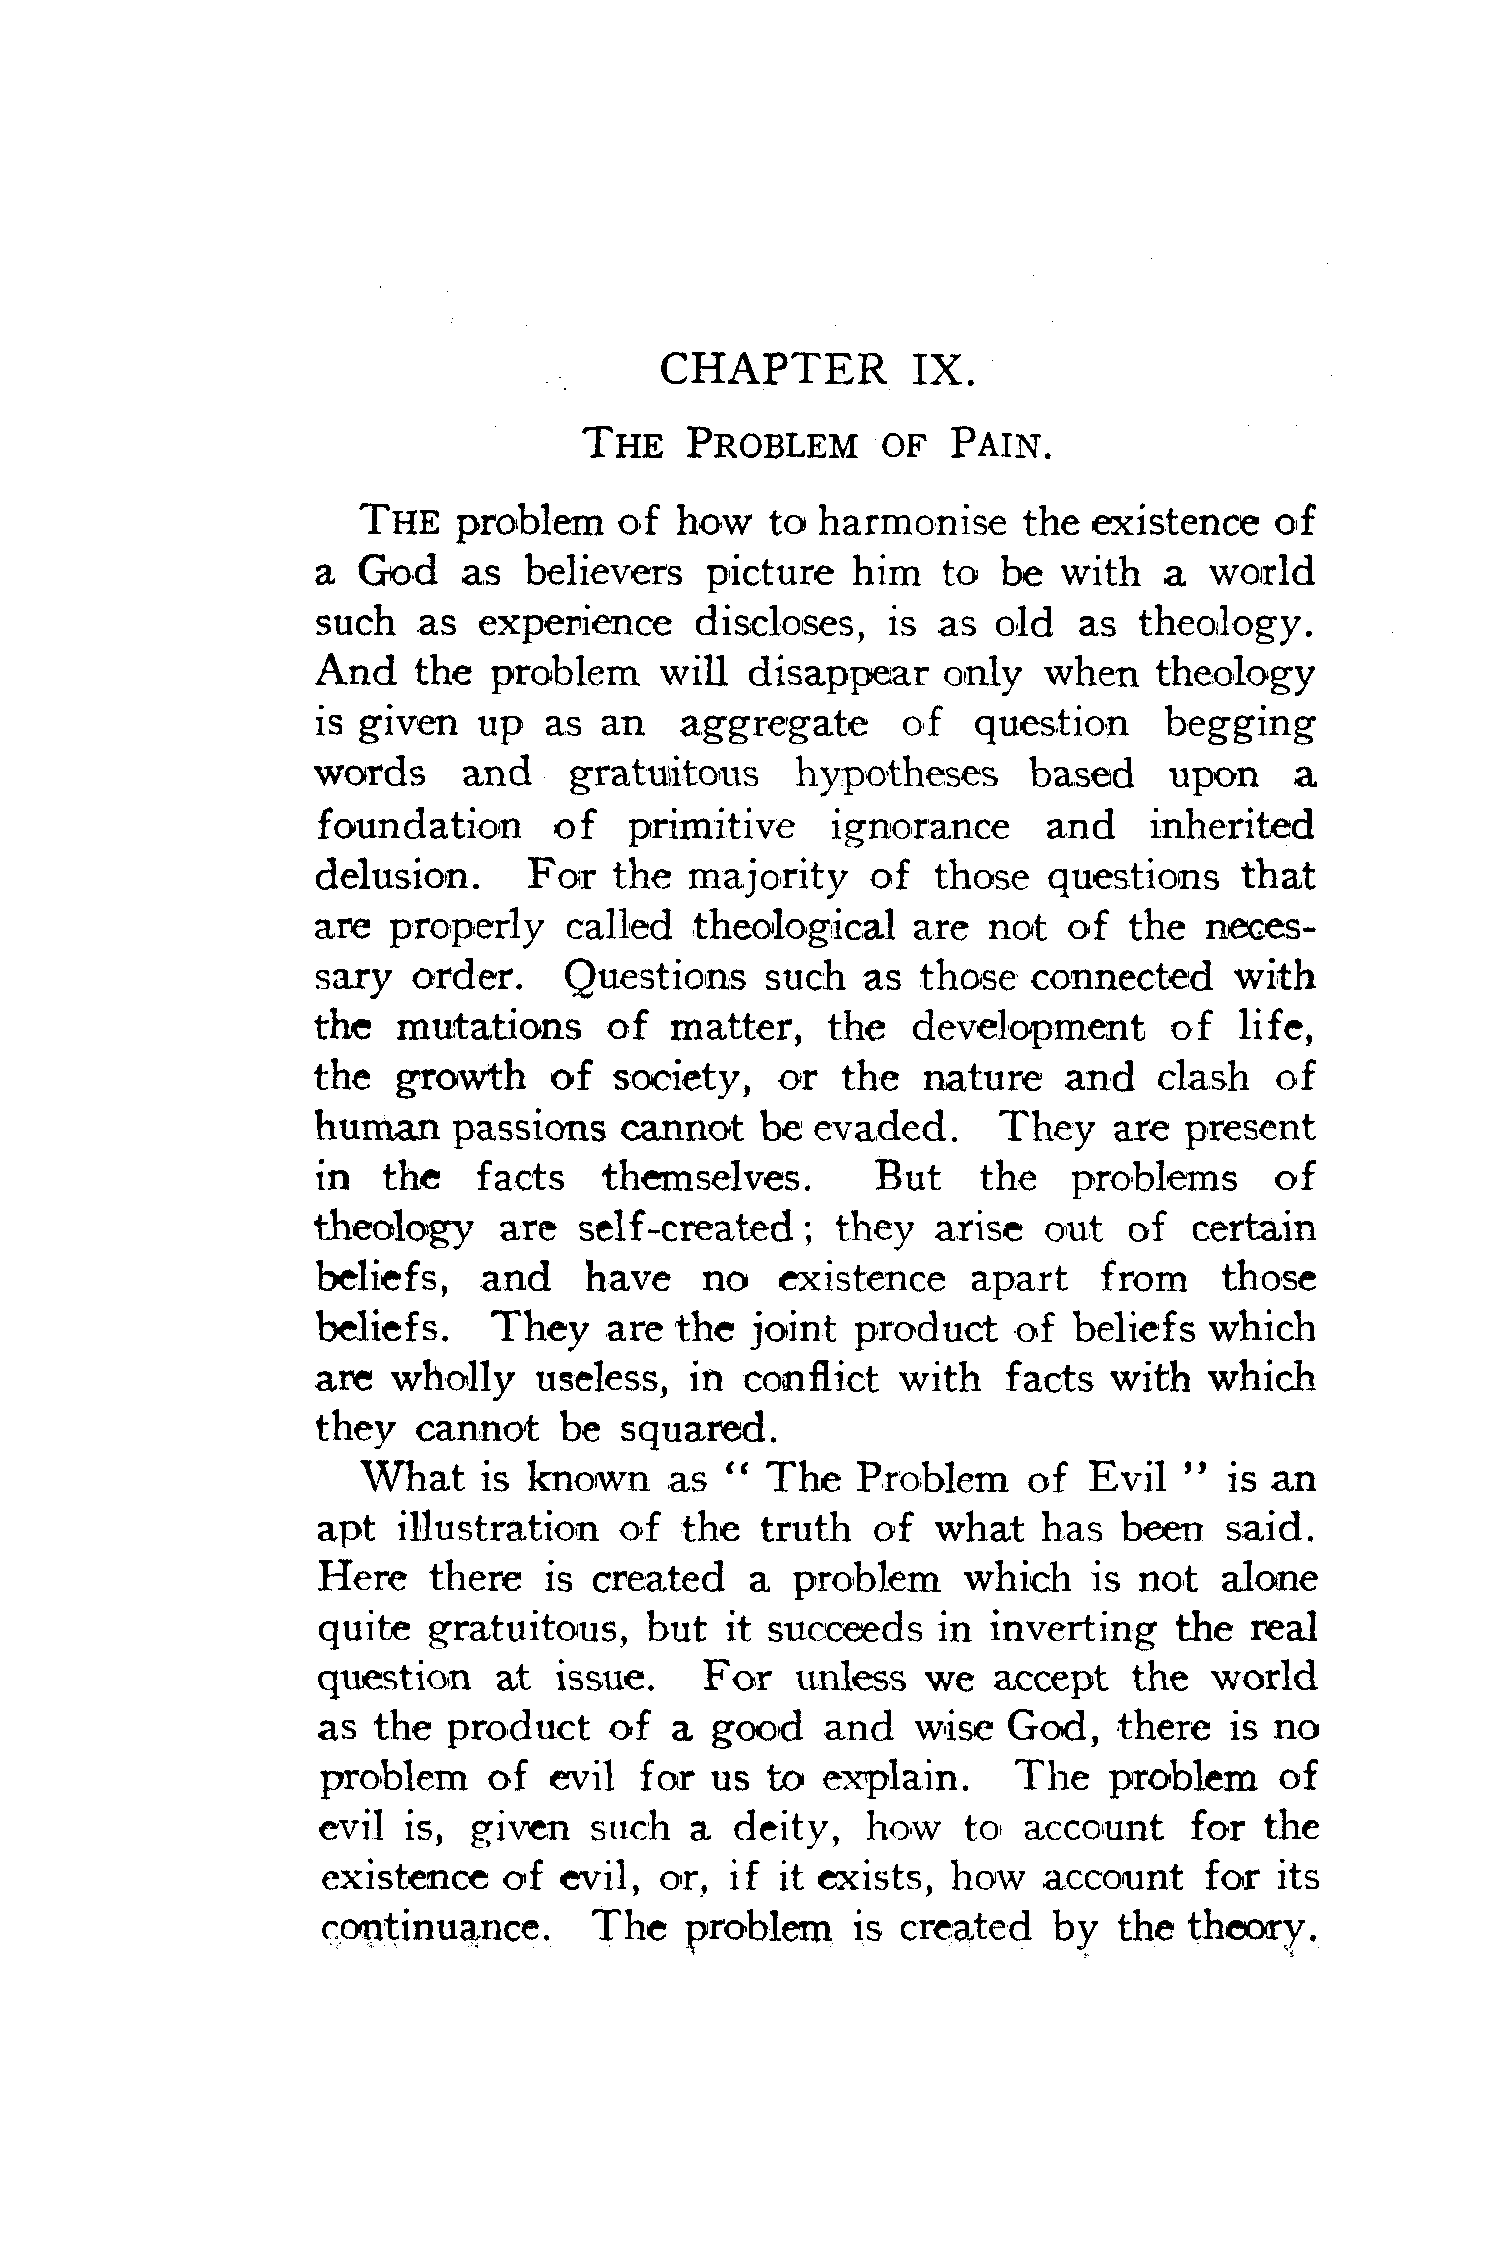 CHAPTER IX.
THE PROBLEM OF PAIN.
THE problem of how to harmonise the existence of
a God as believers picture him to be with a world
such as experience discloses, is as old as theology.
And the problem will disappear only when theology
is given up as an aggregate of question begging
words and gratuitous hypotheses based upon a
foundation of primitive ignorance and inherited
delusion. For the majority of those questions that
are properly called theological are not of the neces-
sary order. Questions such as those connected with
the mutations of matter, the development of life,
the growth of society, or the nature and clash of
human passions cannot be evaded. They are present
in the facts themselves. But the problems of
theology are self-created ; they arise out of certain
beliefs, and have no existence apart from those
beliefs. They are the joint product of beliefs which
are wholly useless, in conflict with facts with which
they cannot be squared.
What is known as “ The Problem of Evil ” is an
apt illustration of the truth of what has been said.
Here there is created a problem which is not alone
quite gratuitous, but it succeeds in inverting the real
question at issue. For unless we accept the world
as the product of a good and wise God, there is no
problem of evil for us to explain. The problem of
evil is, given such a deity, how to account for the
existence of evil, or, if it exists, how account for its
continuance. The problem is created by the theory.